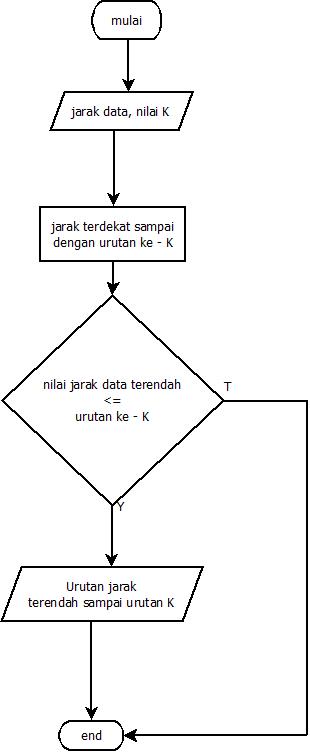 mulai
jarak data, nilai K
jarak terdekat sampai
dengan urutan ke - K
nilai jarak data terendah
<=
urutan ke - K
T
Y
Urutan jarak
terendah sampai urutan K
end